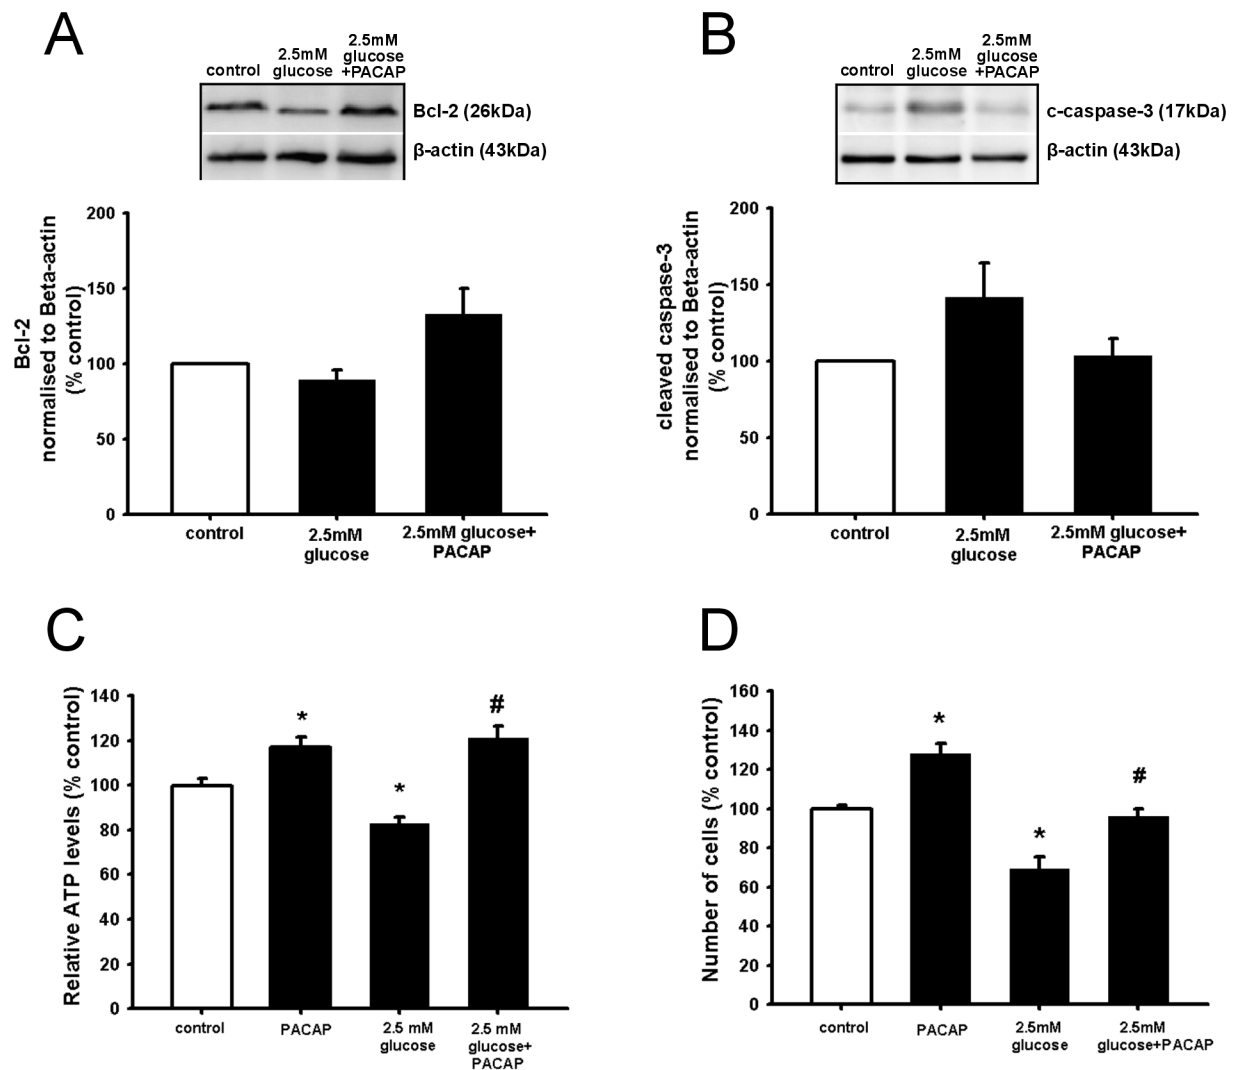 A
control
2.5mM
glucose
2.5mM
glucose
+PACAP
Bcl-2 (26kDa)
β-actin (43kDa)
Bcl-2
normalised to Beta-actin
(% control)
200
150
100
50
0
control
2.5mM
glucose
2.5mM glucose+
PACAP
B
control
2.5mM
glucose
2.5mM
glucose
+PACAP
c-caspase-3 (17kDa)
β-actin (43kDa)
cleaved caspase-3
normalised to Beta-actin
(% control)
200
150
100
50
0
control
2.5mM
glucose
2.5mM glucose+
PACAP
C
Relative ATP levels (% control)
140
120
100
80
60
40
20
0
*
*
#
control
PACAP
2.5 mM
glucose
2.5 mM
glucose+
PACAP
D
Number of cells (% control)
160
140
120
100
80
60
40
20
0
*
*
#
control
PACAP
2.5mM
glucose
2.5mM
glucose+PACAP